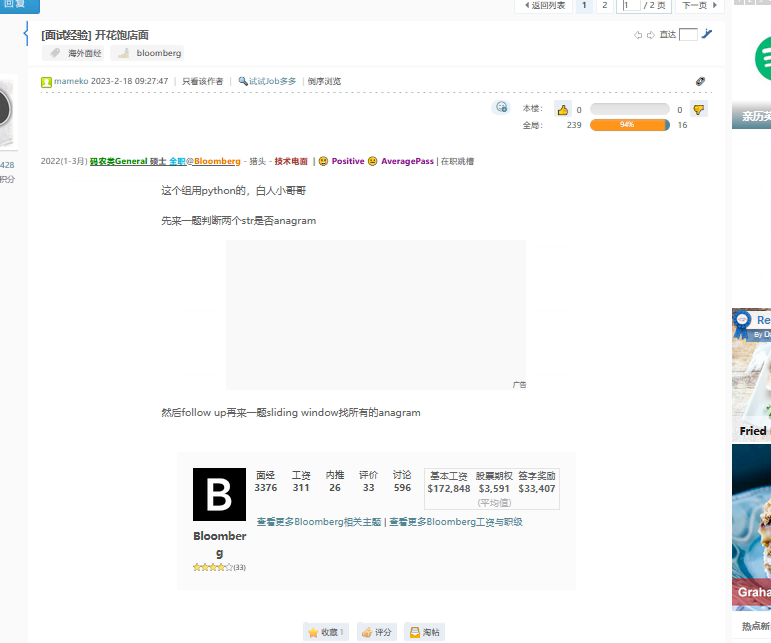 回复
返回列表 1 2 1 / 2 页 下一页
[面试经验] 开花饱店面
直达
海外面经 bloomberg
mameko 2023-2-18 09:27:47 | 只看该作者 | 试试Job多多 | 倒序浏览
本楼: 0 0
全局: 239 94% 16
428
积分
2022(1-3月) 码农类General 硕士 全职@Bloomberg - 猎头 - 技术电面 | Positive AveragePass | 在职跳槽
这个组用python的，白人小哥哥
先来一题判断两个str是否anagram
广告
然后follow up再来一题sliding window找所有的anagram
B
Bloomber
g
(33)
面经 工资 内推 评价 讨论
3376 311 26 33 596
基本工资 股票期权 签字奖励
$172,848 $3,591 $33,407
(平均值)
查看更多Bloomberg相关主题 | 查看更多Bloomberg工资与职级
收藏 1 评分 淘帖
亲历英
Re
By D
Fried
Graha
热点新